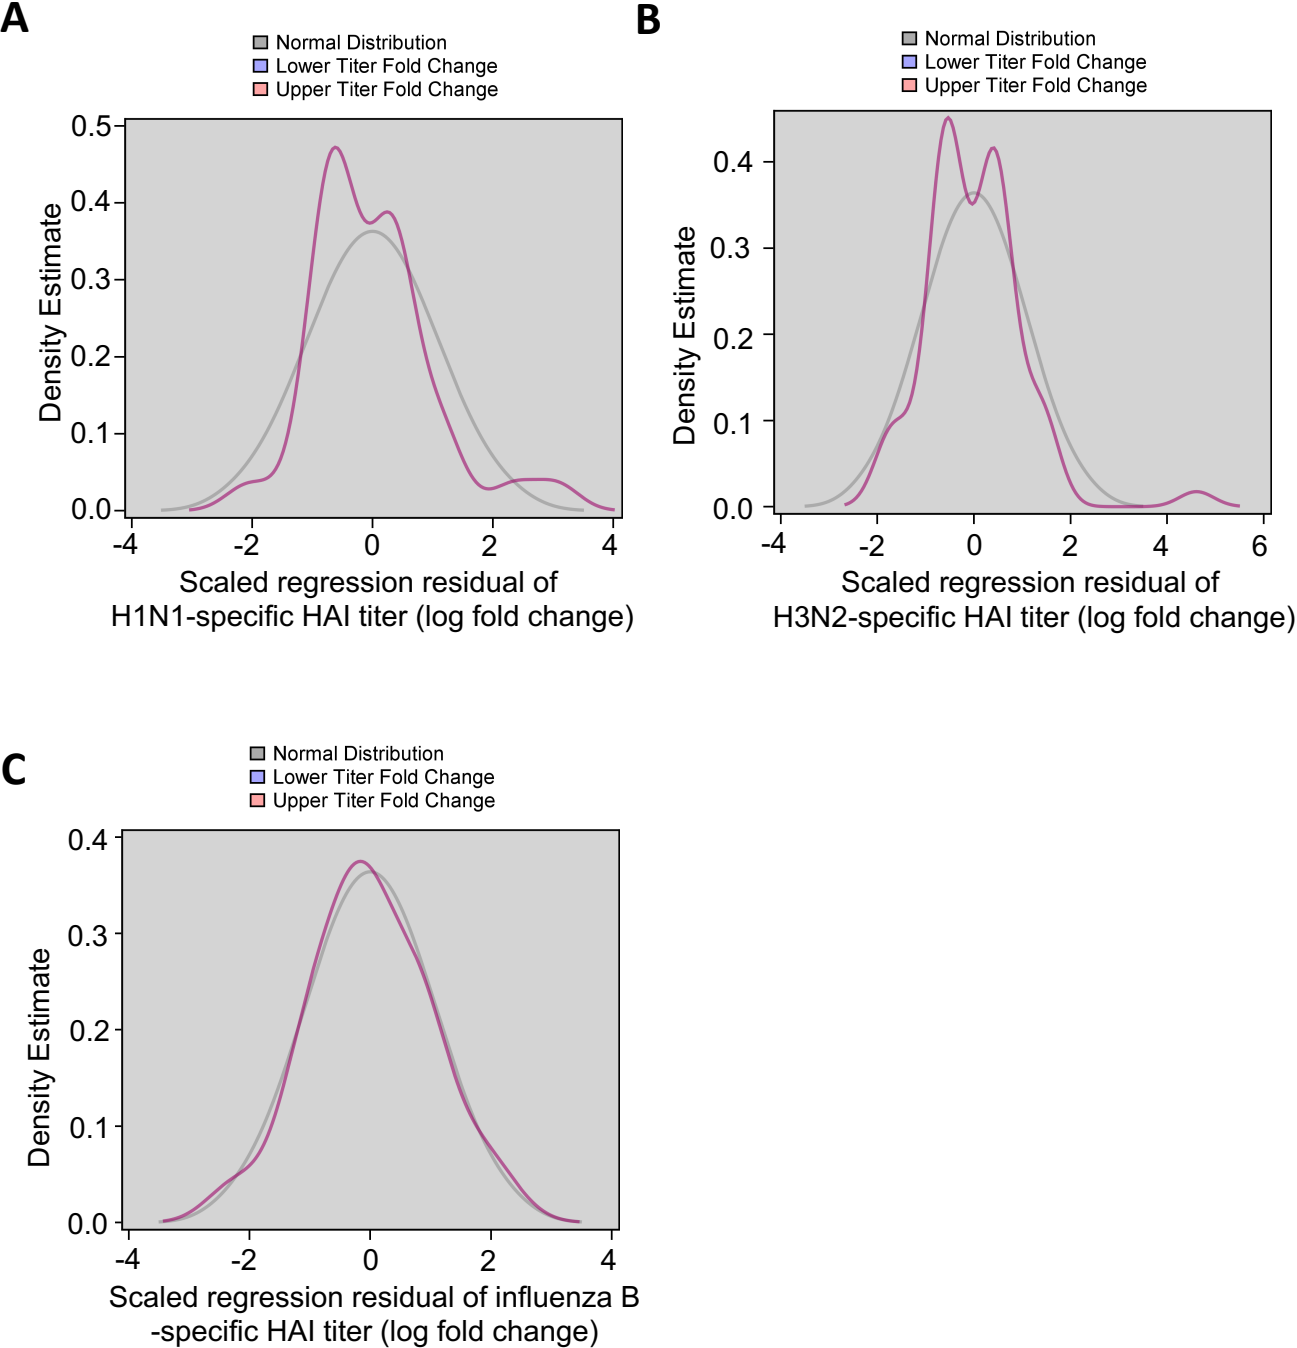 A
Normal Distribution
Lower Titer Fold Change
Upper Titer Fold Change
0.5
0.4
0.3
0.2
0.1
0.0
Density Estimate
-4 -2 0 2 4
Scaled regression residual of
H1N1-specific HAI titer (log fold change)
B
Normal Distribution
Lower Titer Fold Change
Upper Titer Fold Change
0.4
0.3
0.2
0.1
0.0
Density Estimate
-4 -2 0 2 4 6
Scaled regression residual of
H3N2-specific HAI titer (log fold change)
C
Normal Distribution
Lower Titer Fold Change
Upper Titer Fold Change
0.4
0.3
0.2
0.1
0.0
Density Estimate
-4 -2 0 2 4
Scaled regression residual of influenza B
-specific HAI titer (log fold change)